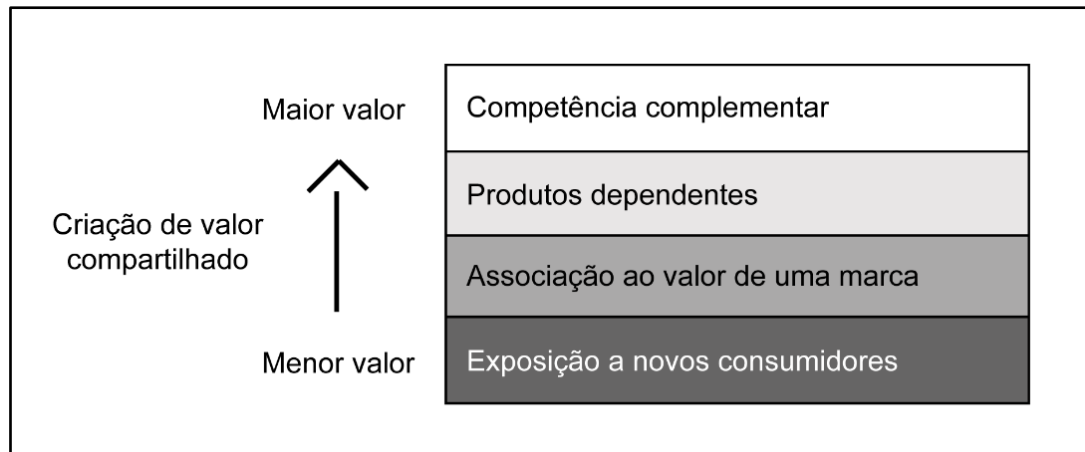 Maior valor
Competência complementar
Produtos dependentes
Criação de valor
compartilhado
Associação ao valor de uma marca
Menor valor
Exposição a novos consumidores